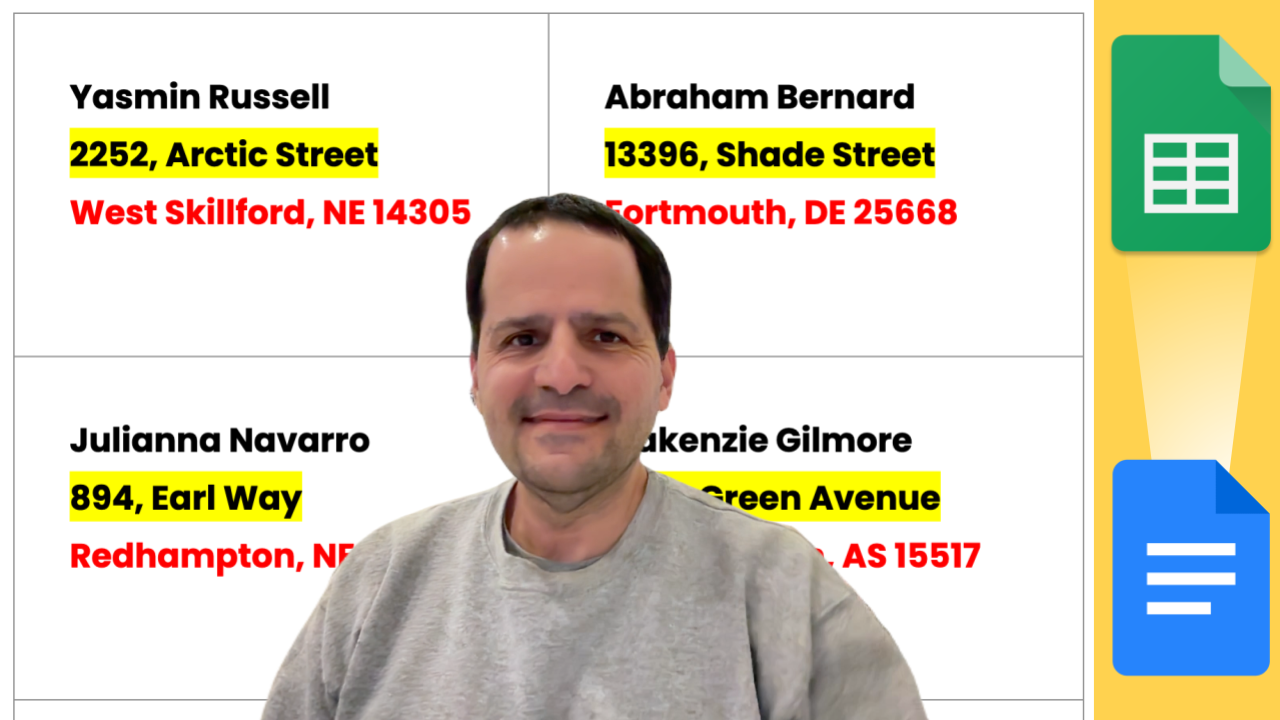 Yasmin Russell
2252, Arctic Street
West Skillford, NE 14305
Abraham Bernard
13396, Shade Street
Fortmouth, DE 25668
Julianna Navarro
894, Earl Way
Redhampton,
Gilmore
Green Avenue
AS 15517